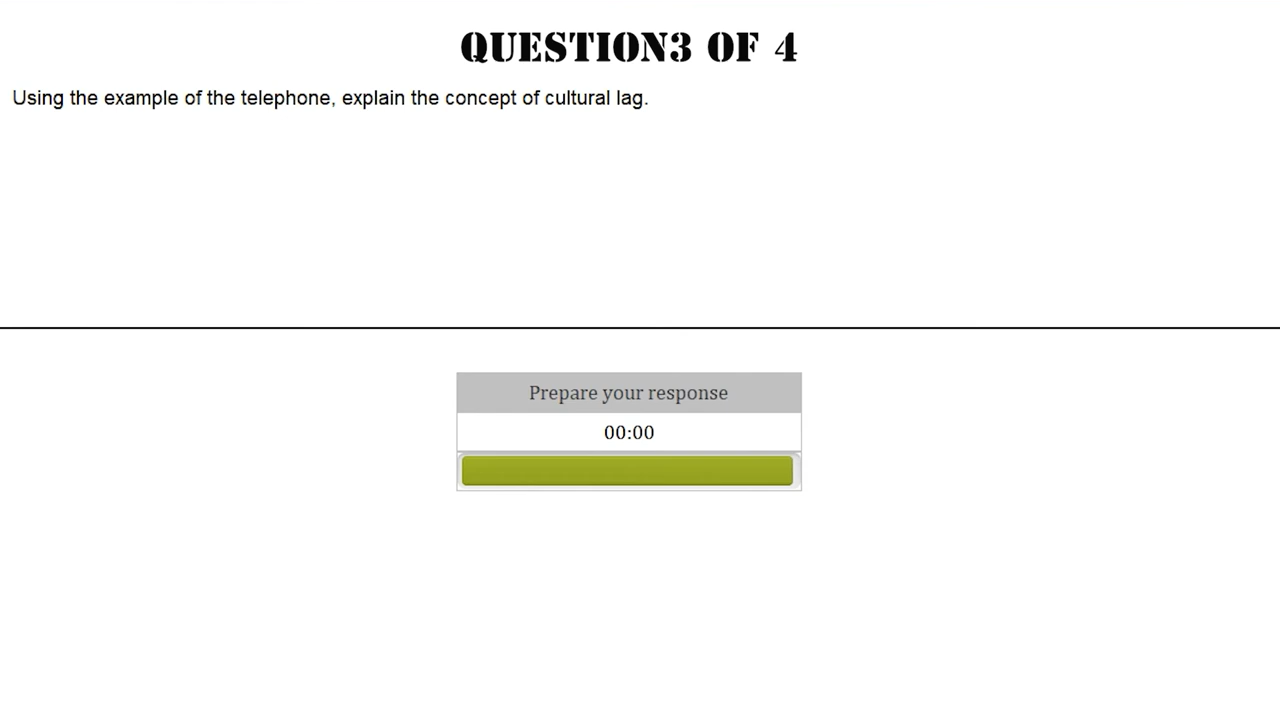 QUESTION3 OF 4
Using the example of the telephone, explain the concept of cultural lag.
Prepare your response
00:00